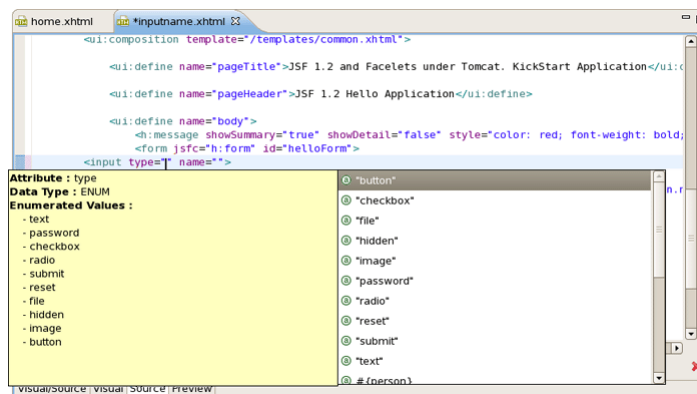 home.xhtml
*inputname.xhtml
<ui:composition template="/templates/common.xhtml">
<ui:define name="pageTitle">JSF 1.2 and Facelets under Tomcat. KickStart Application</ui:c
<ui:define name="pageHeader">JSF 1.2 Hello Application</ui:define>
<ui:define name="body">
<h:message showSummary="true" showDetail="false" style="color: red; font-weight: bold;
<form jsfc="h:form" id="helloForm">
<input type="" name="">
Attribute : type
Data Type : ENUM
Enumerated Values :
- text
- password
- checkbox
- radio
- submit
- reset
- file
- hidden
- image
- button
"button"
"checkbox"
"file"
"hidden"
"image"
"password"
"radio"
"reset"
"submit"
"text"
#{person}
n.r
Visual/Source Visual Source Preview